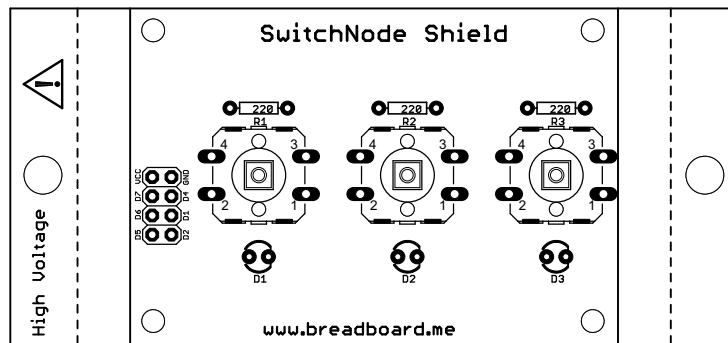 SwitchNode Shield
220 220 220
R1 R2 R3
4 3 4 3 4 3
VCC GND
D7 D4
D6 D1
D5 D2
2 1 2 1 2 1
D1 D2 D3
www.breadboard.me
High Voltage